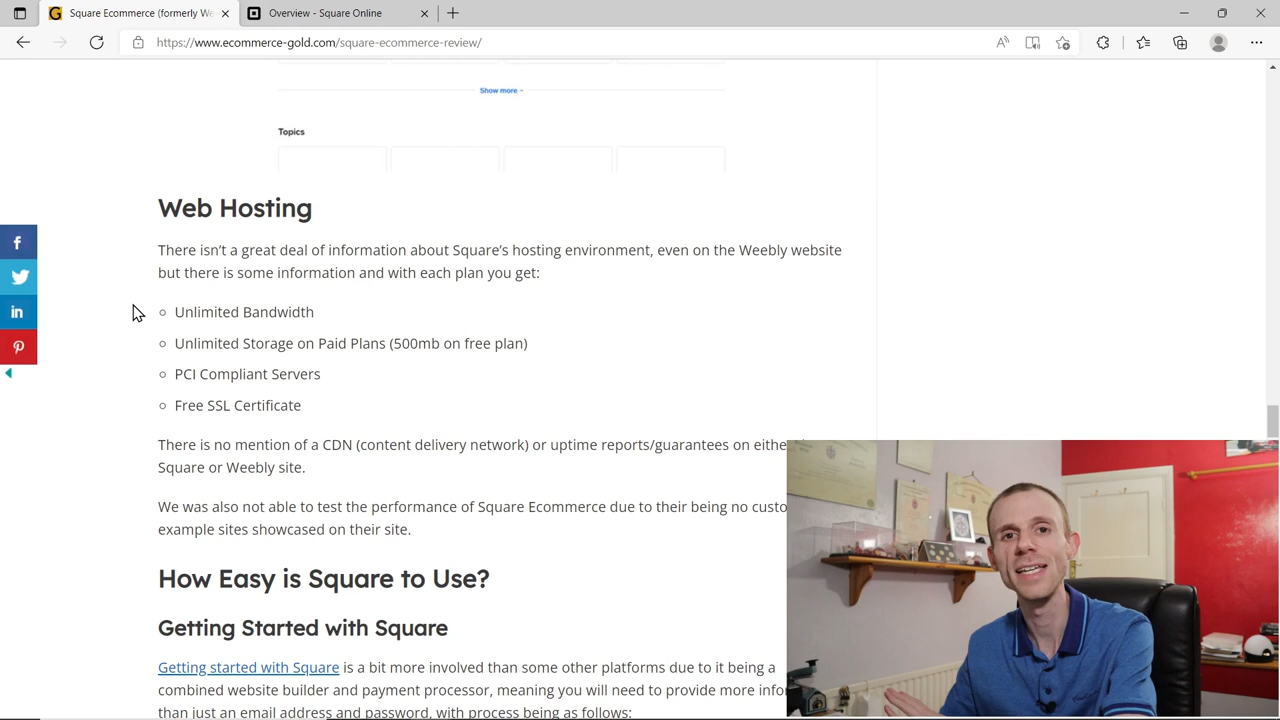 Square Ecommerce (formerly We
Overview - Square Online
https://www.ecommerce-gold.com/square-ecommerce-review/
Show more
Topics
Web Hosting
There isn't a great deal of information about Square's hosting environment, even on the Weebly website
but there is some information and with each plan you get:
Unlimited Bandwidth
Unlimited Storage on Paid Plans (500mb on free plan)
PCI Compliant Servers
Free SSL Certificate
There is no mention of a CDN (content delivery network) or uptime reports/guarantees on eithe
Square or Weebly site.
We was also not able to test the performance of Square Ecommerce due to their being no custo
example sites showcased on their site.
How Easy is Square to Use?
Getting Started with Square
Getting started with Square is a bit more involved than some other platforms due to it being a
combined website builder and payment processor, meaning you will need to provide more info
than just an email address and password, with process being as follows: